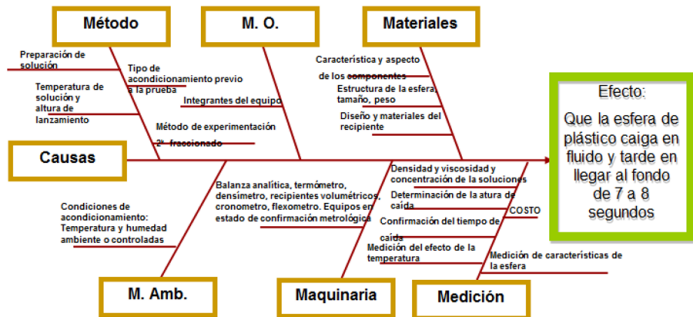 Método
M. O.
Materiales
Preparación de
solución
Temperatura de
solución y
altura de
lanzamiento
Tipo de
acondicionamiento previo
a la prueba
Integrantes del equipo
Método de experimentación
2ᵏ fraccionado
Característica y aspecto
de los componentes
Estructura de la esfera,
tamaño, peso
Diseño y materiales del
recipiente
Efecto:
Que la esfera de
plástico caiga en
fluido y tarde en
llegar al fondo
de 7 a 8
segundos
Causas
Condiciones de
acondicionamiento:
Temperatura y humedad
ambiente o controladas
Balanza analítica, termómetro,
densímetro, recipientes volumétricos,
cronometro, flexometro. Equipos en
estado de confirmación metrológica
Densidad y viscosidad y
concentración de la soluciones
Determinación de la atura de
caída
Confirmación del tiempo de
caída
Medición del efecto de la
temperatura
COSTO
Medición de características de
la esfera
M. Amb.
Maquinaria
Medición